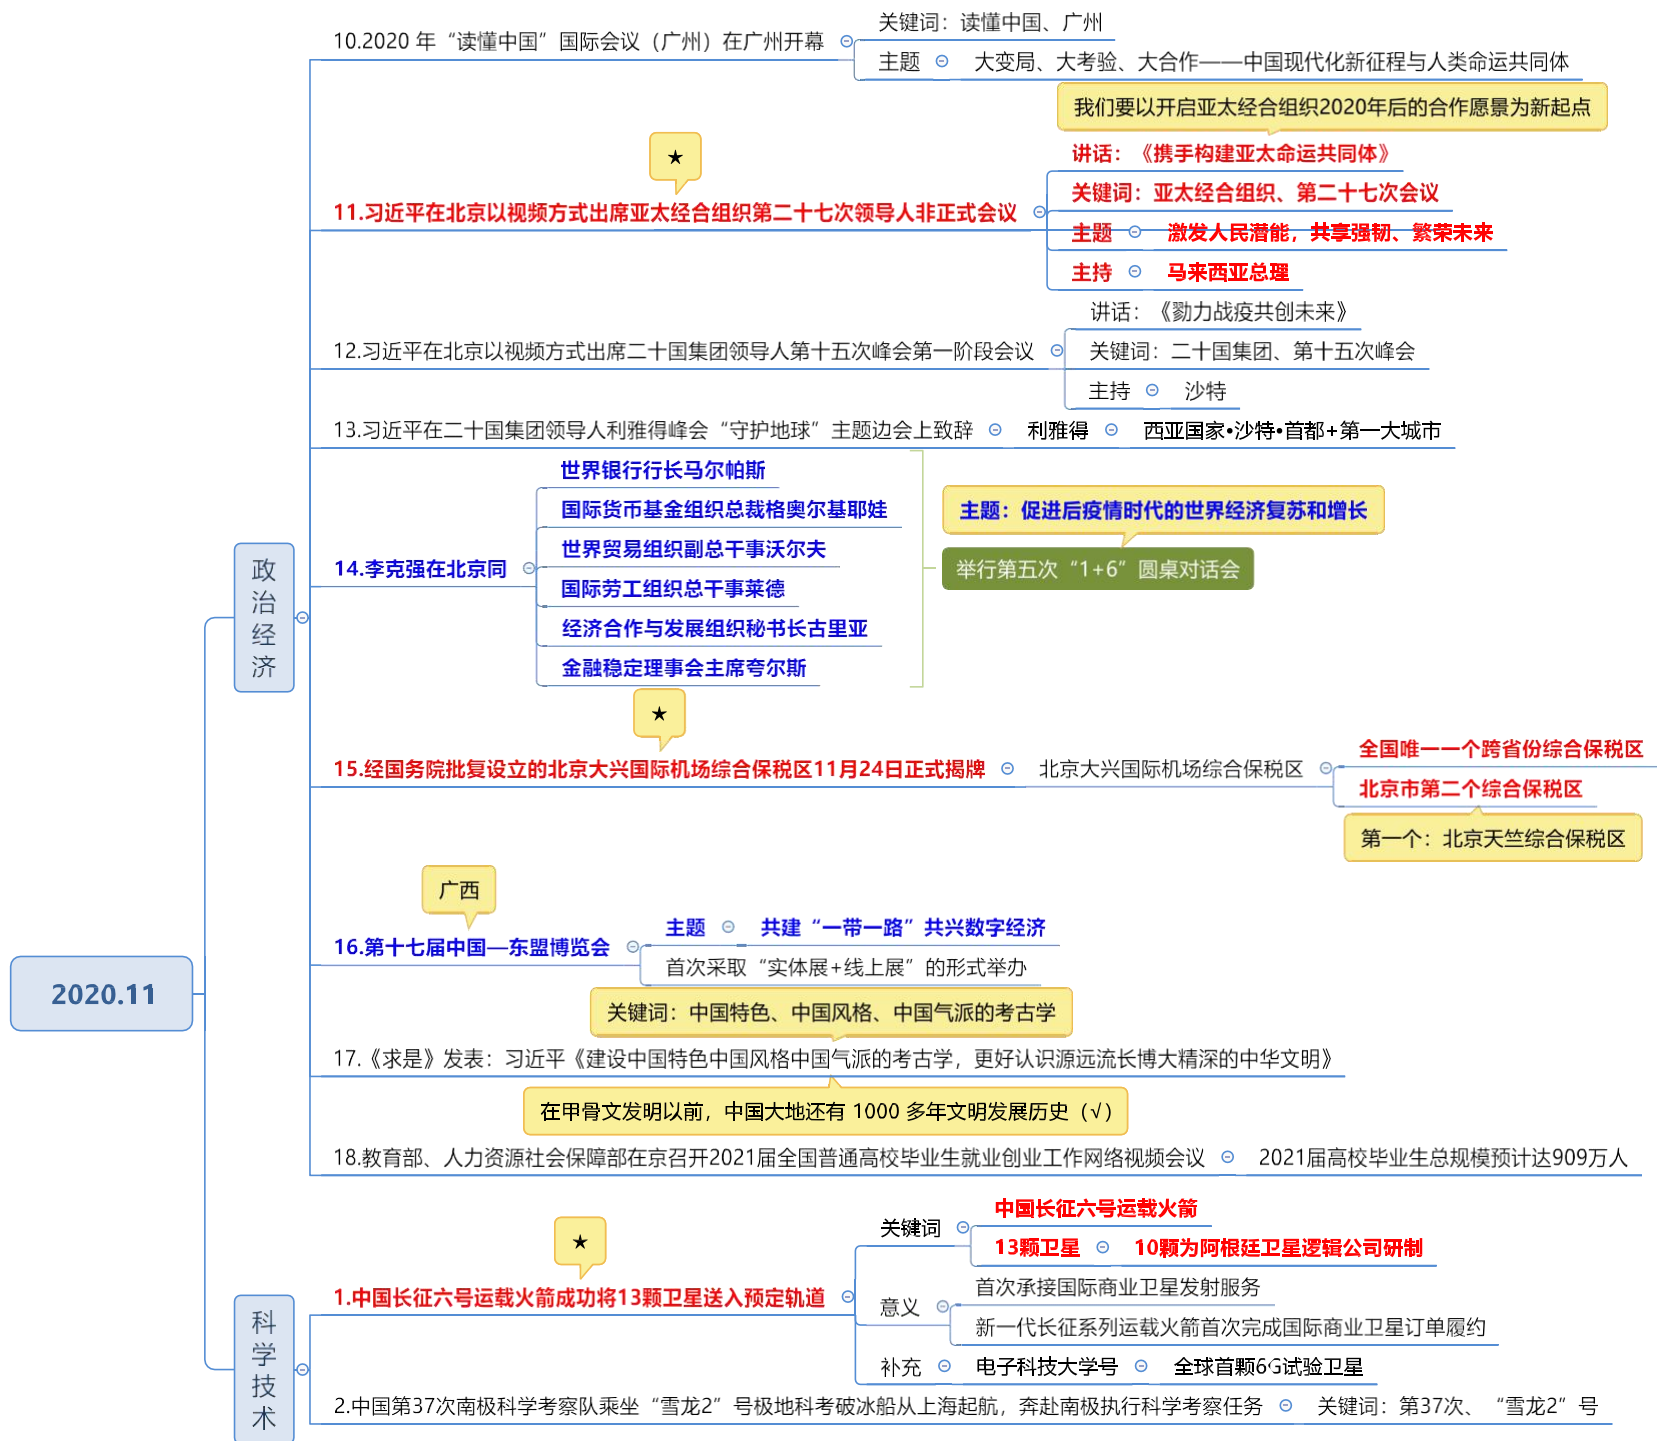 2020.11
政治经济
10.2020 年“读懂中国”国际会议（广州）在广州开幕
关键词：读懂中国、广州
主题
大变局、大考验、大合作——中国现代化新征程与人类命运共同体
我们要以开启亚太经合组织2020年后的合作愿景为新起点
★
11.习近平在北京以视频方式出席亚太经合组织第二十七次领导人非正式会议
讲话：《携手构建亚太命运共同体》
关键词：亚太经合组织、第二十七次会议
主题
激发人民潜能，共享强韧、繁荣未来
主持
马来西亚总理
12.习近平在北京以视频方式出席二十国集团领导人第十五次峰会第一阶段会议
讲话：《勠力战疫共创未来》
关键词：二十国集团、第十五次峰会
主持
沙特
13.习近平在二十国集团领导人利雅得峰会“守护地球”主题边会上致辞
利雅得
西亚国家•沙特•首都+第一大城市
14.李克强在北京同
世界银行行长马尔帕斯
国际货币基金组织总裁格奥尔基耶娃
世界贸易组织副总干事沃尔夫
国际劳工组织总干事莱德
经济合作与发展组织秘书长古里亚
金融稳定理事会主席夸尔斯
主题：促进后疫情时代的世界经济复苏和增长
举行第五次“1+6”圆桌对话会
★
15.经国务院批复设立的北京大兴国际机场综合保税区11月24日正式揭牌
北京大兴国际机场综合保税区
全国唯一一个跨省份综合保税区
北京市第二个综合保税区
第一个：北京天竺综合保税区
广西
16.第十七届中国—东盟博览会
主题
共建“一带一路”共兴数字经济
首次采取“实体展+线上展”的形式举办
关键词：中国特色、中国风格、中国气派的考古学
17.《求是》发表：习近平《建设中国特色中国风格中国气派的考古学，更好认识源远流长博大精深的中华文明》
在甲骨文发明以前，中国大地还有 1000 多年文明发展历史（√）
18.教育部、人力资源社会保障部在京召开2021届全国普通高校毕业生就业创业工作网络视频会议
2021届高校毕业生总规模预计达909万人
科学技术
★
1.中国长征六号运载火箭成功将13颗卫星送入预定轨道
关键词
中国长征六号运载火箭
13颗卫星
10颗为阿根廷卫星逻辑公司研制
意义
首次承接国际商业卫星发射服务
新一代长征系列运载火箭首次完成国际商业卫星订单履约
补充
电子科技大学号
全球首颗6G试验卫星
2.中国第37次南极科学考察队乘坐“雪龙2”号极地科考破冰船从上海起航，奔赴南极执行科学考察任务
关键词：第37次、“雪龙2”号